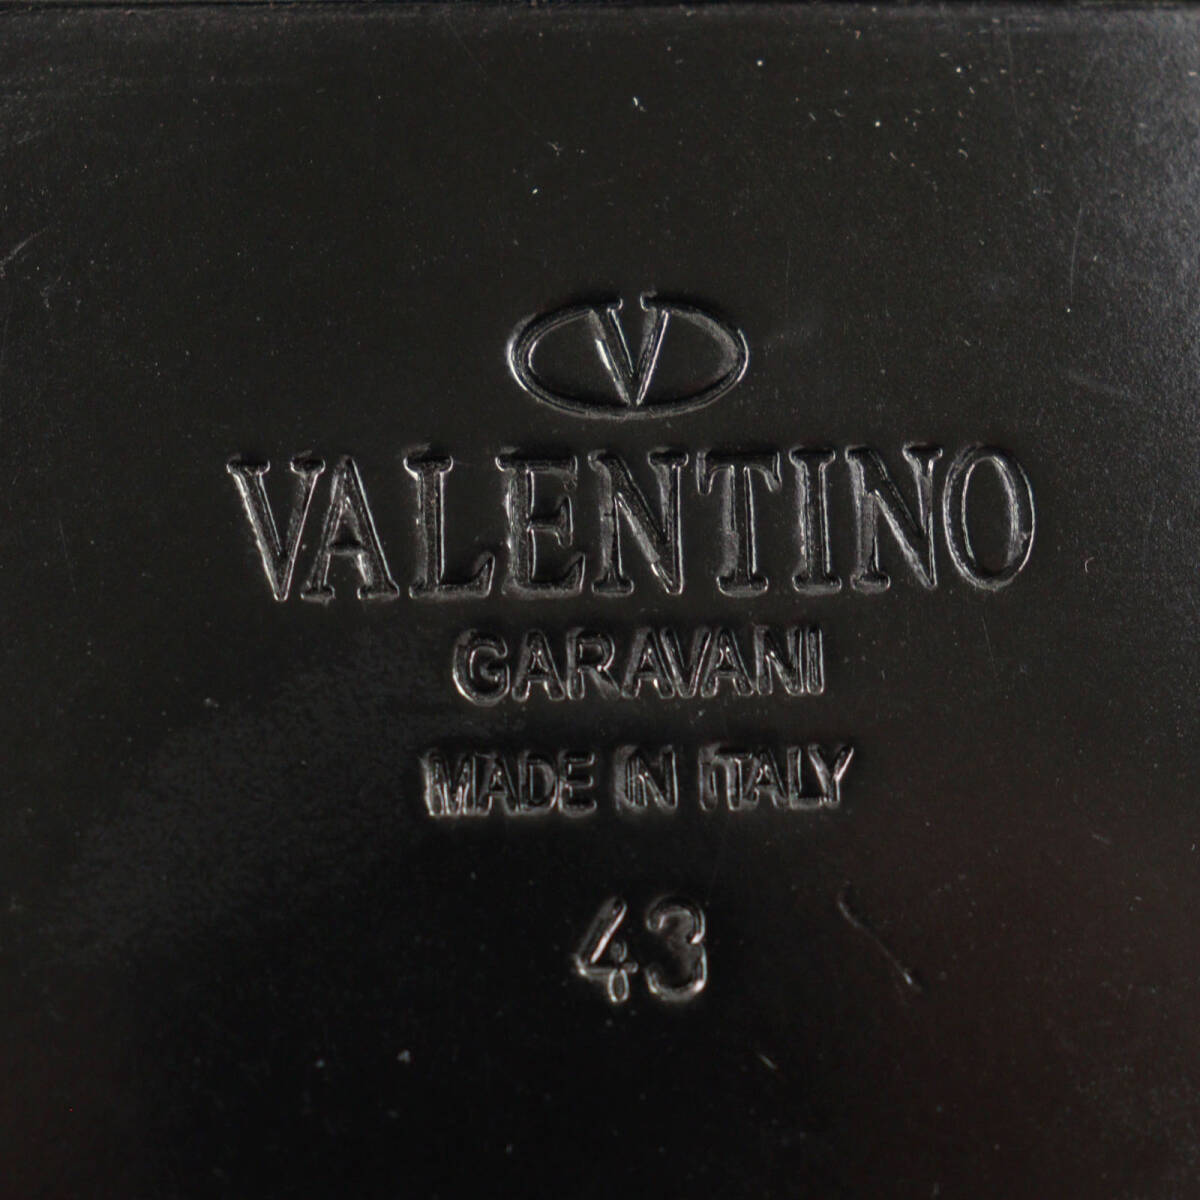 V
VALENTINO
GARAVANI
MADE IN ITALY
43